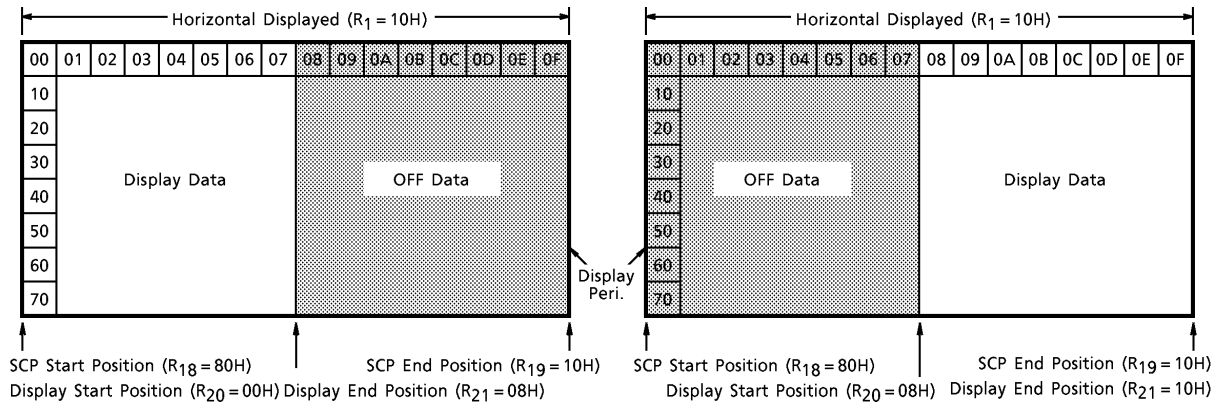 Horizontal Displayed (R1 = 10H)
00 01 02 03 04 05 06 07 08 09 0A 0B 0C 0D 0E 0F
10
20
30
40
50
60
70
Display Data
OFF Data
SCP Start Position (R18 = 80H)
SCP End Position (R19 = 10H)
Display Start Position (R20 = 00H)
Display End Position (R21 = 08H)
Display
Peri.
Horizontal Displayed (R1 = 10H)
00 01 02 03 04 05 06 07 08 09 0A 0B 0C 0D 0E 0F
10
20
30
40
50
60
70
OFF Data
Display Data
SCP Start Position (R18 = 80H)
SCP End Position (R19 = 10H)
Display Start Position (R20 = 08H)
Display End Position (R21 = 10H)